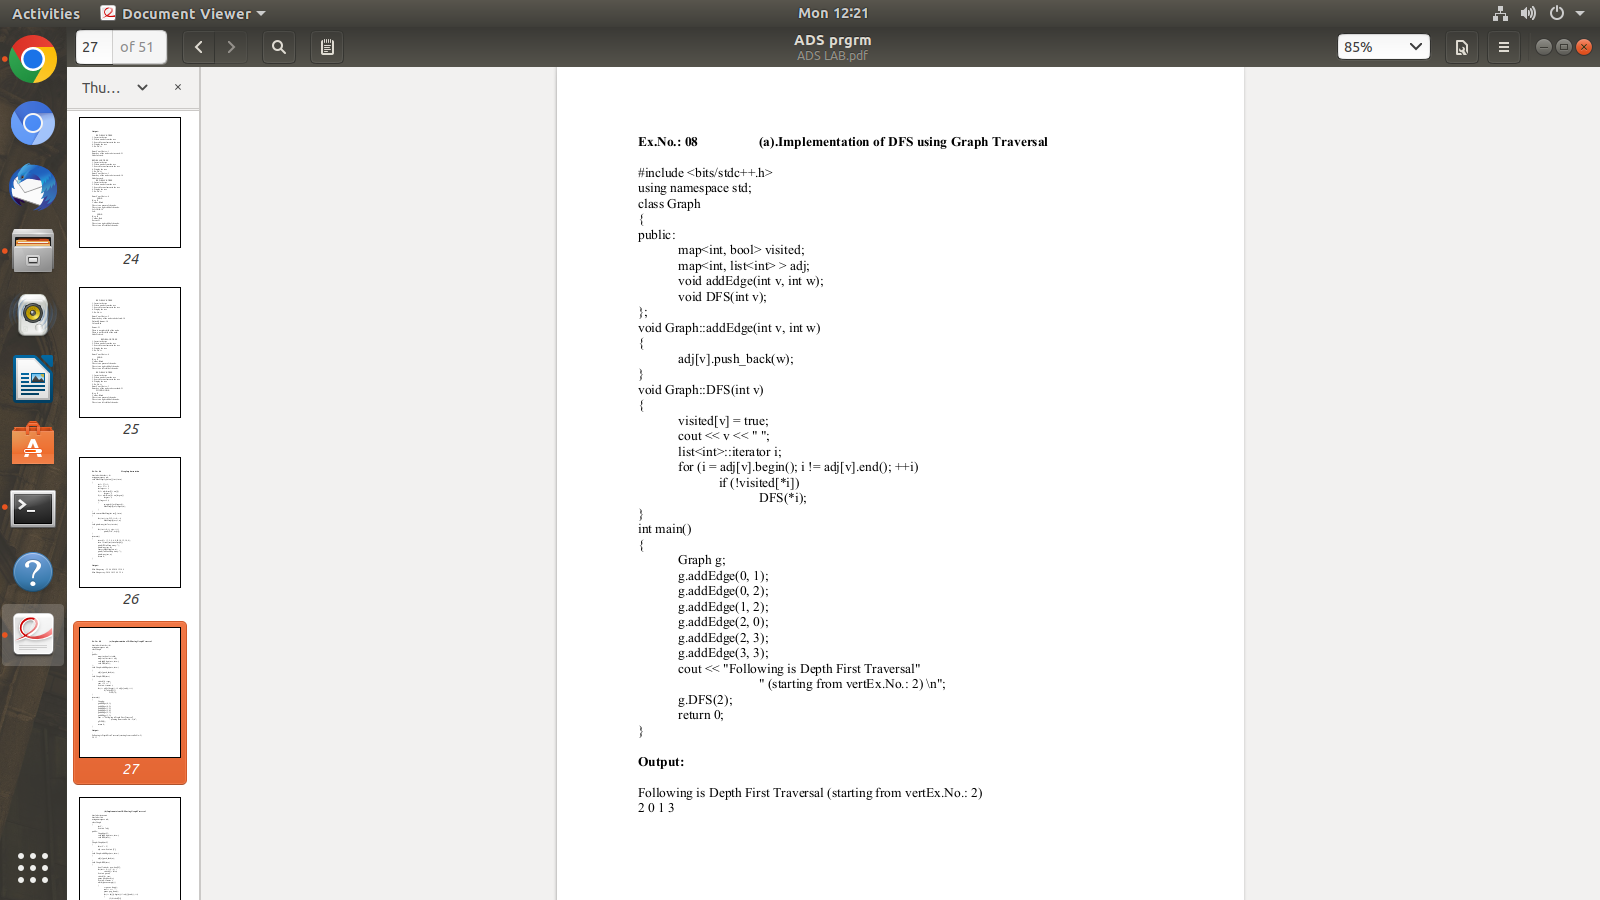 Activities
Document Viewer
Mon 12:21
27
of 51
ADS prgrm
ADS LAB.pdf
85%
Thu...
24
25
26
27
Ex.No.: 08 (a).Implementation of DFS using Graph Traversal
#include <bits/stdc++.h>
using namespace std;
class Graph
{
public:
map<int, bool> visited;
map<int, list<int> > adj;
void addEdge(int v, int w);
void DFS(int v);
};
void Graph::addEdge(int v, int w)
{
adj[v].push_back(w);
}
void Graph::DFS(int v)
{
visited[v] = true;
cout << v << " ";
list<int>::iterator i;
for (i = adj[v].begin(); i != adj[v].end(); ++i)
if (!visited[*i])
DFS(*i);
}
int main()
{
Graph g;
g.addEdge(0, 1);
g.addEdge(0, 2);
g.addEdge(1, 2);
g.addEdge(2, 0);
g.addEdge(2, 3);
g.addEdge(3, 3);
cout << "Following is Depth First Traversal"
" (starting from vertEx.No.: 2) \n";
g.DFS(2);
return 0;
}
Output:
Following is Depth First Traversal (starting from vertEx.No.: 2)
2 0 1 3